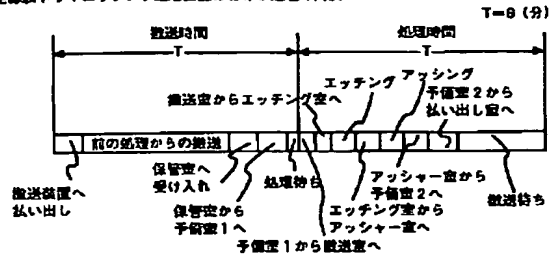 T=8（分）
搬送時間
処理時間
T
T
搬送室からエッチング室へ
エッチング
アッシング
予備室2から
払い出し室へ
前の処理からの搬送
搬送装置へ
払い出し
保管室へ
受け入れ
保管室から
予備室1へ
処理待ち
予備室1から搬送室へ
エッチング室から
アッシャー室へ
アッシャー室から
予備室2へ
搬送待ち